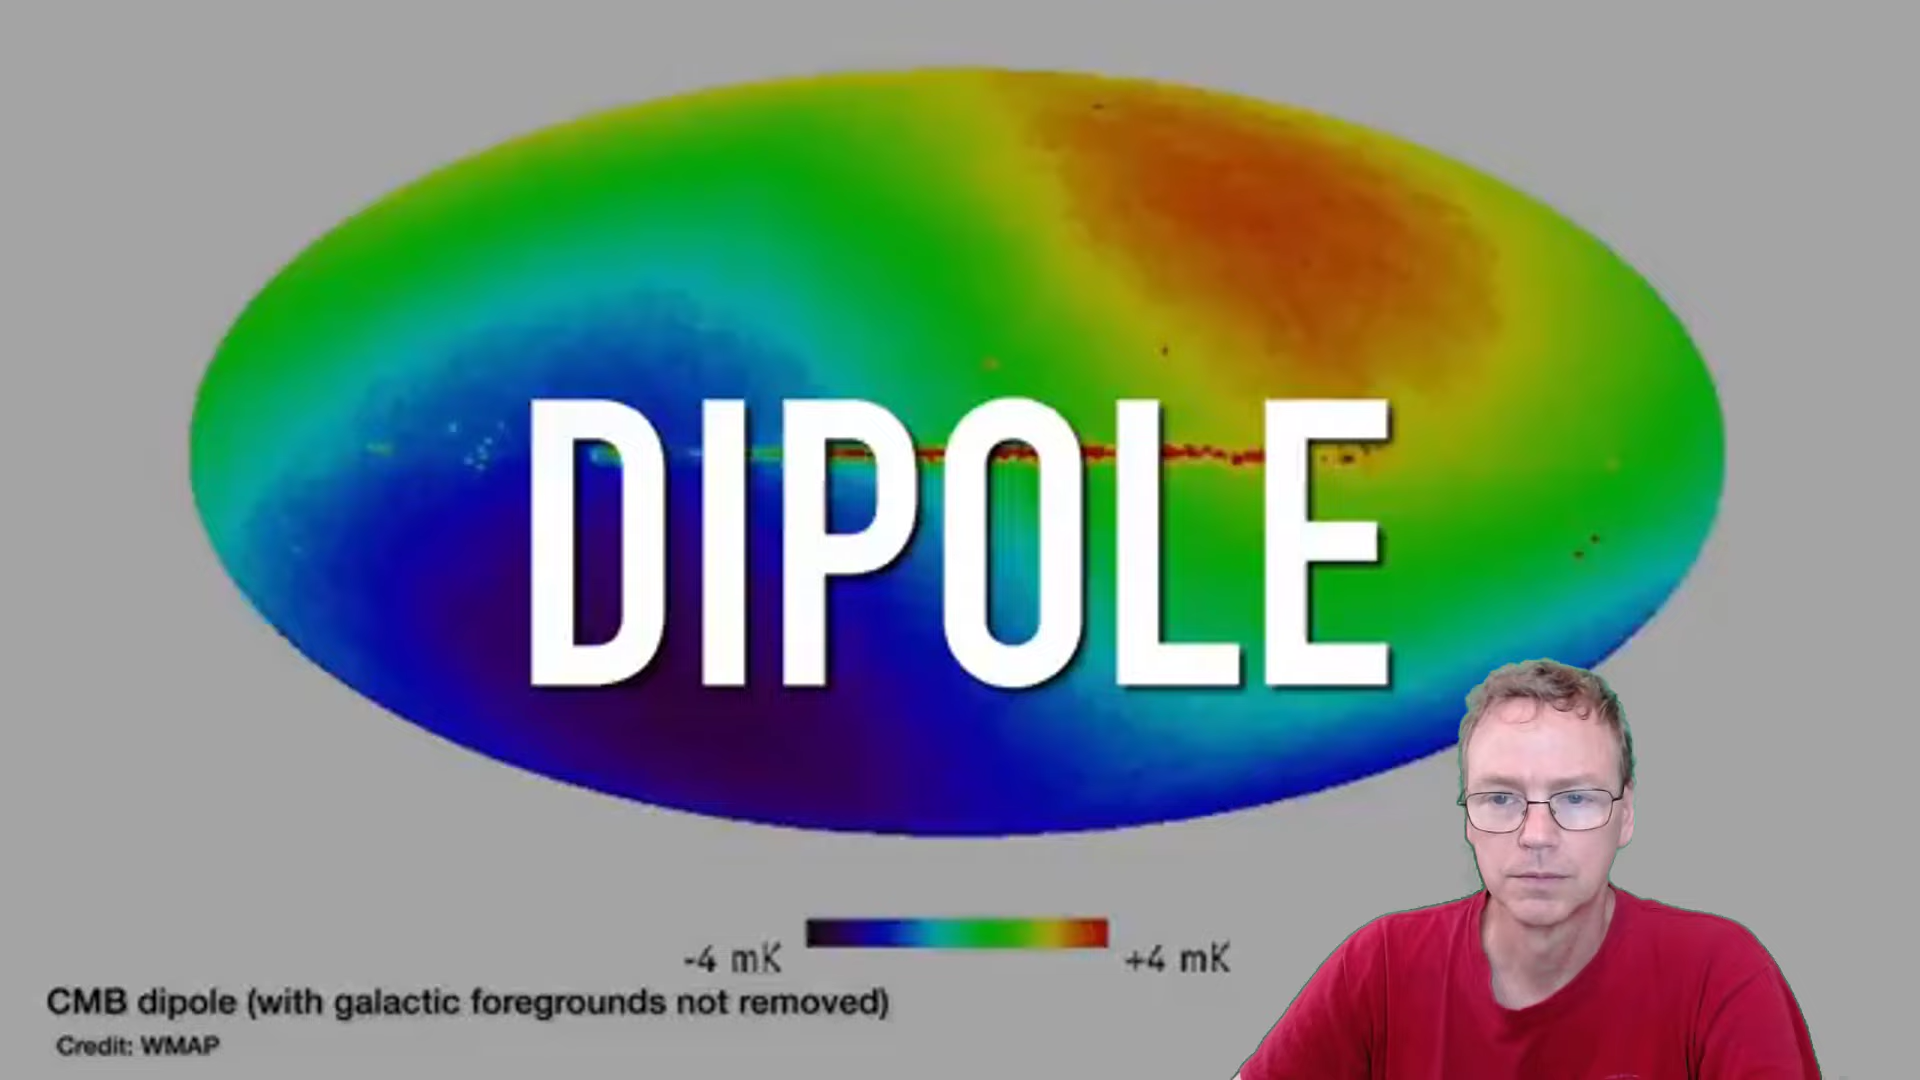 DIPOLE
-4 mK
+4 mK
CMB dipole (with galactic foregrounds not removed)
Credit: WMAP